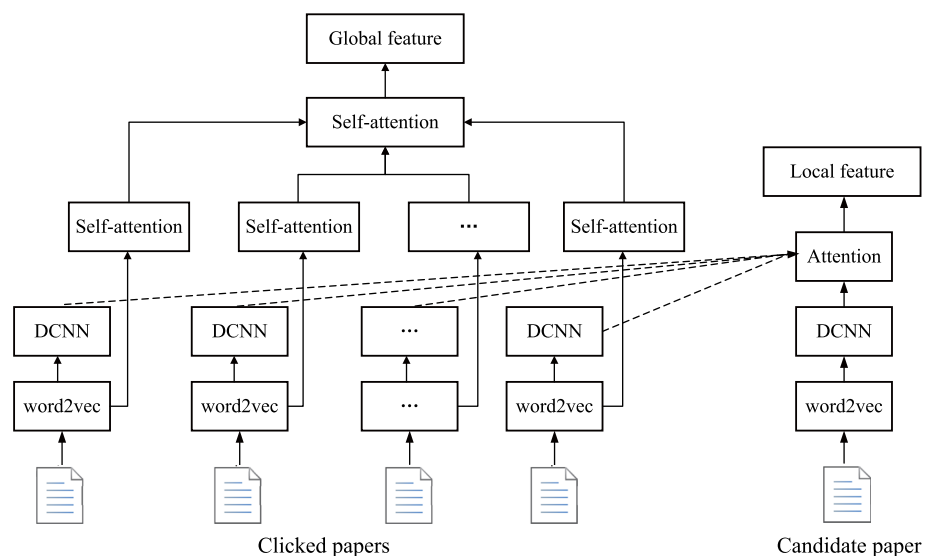 Global feature
Self-attention
Local feature
Self-attention
Self-attention
...
Self-attention
Attention
DCNN
DCNN
...
DCNN
DCNN
word2vec
word2vec
...
word2vec
word2vec
Clicked papers
Candidate paper